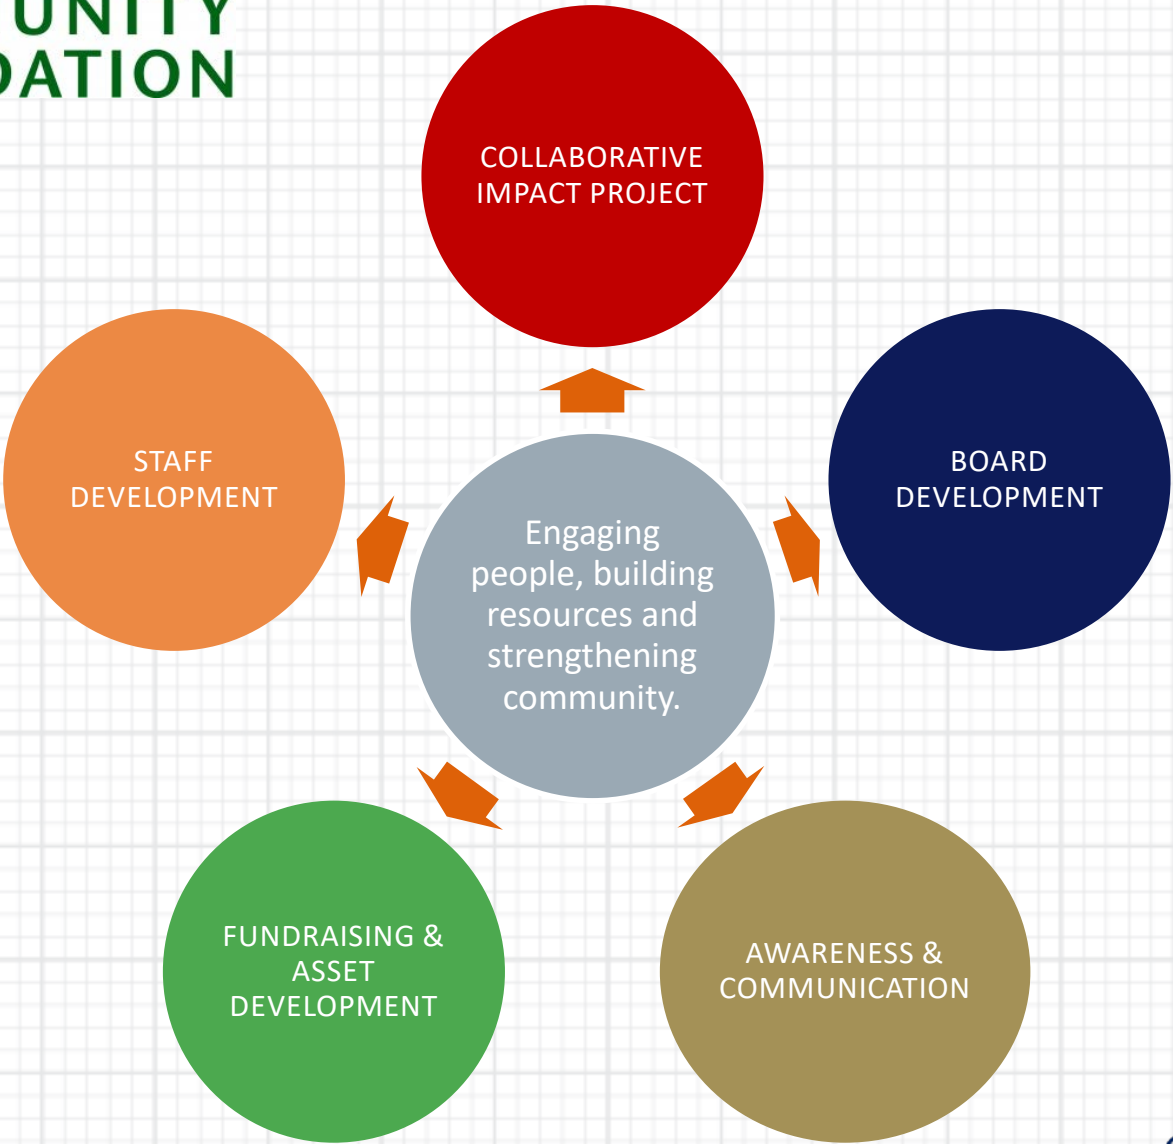 UNITY
DATION
COLLABORATIVE
IMPACT PROJECT
STAFF
DEVELOPMENT
BOARD
DEVELOPMENT
Engaging
people, building
resources and
strengthening
community.
FUNDRAISING &
ASSET
DEVELOPMENT
AWARENESS &
COMMUNICATION